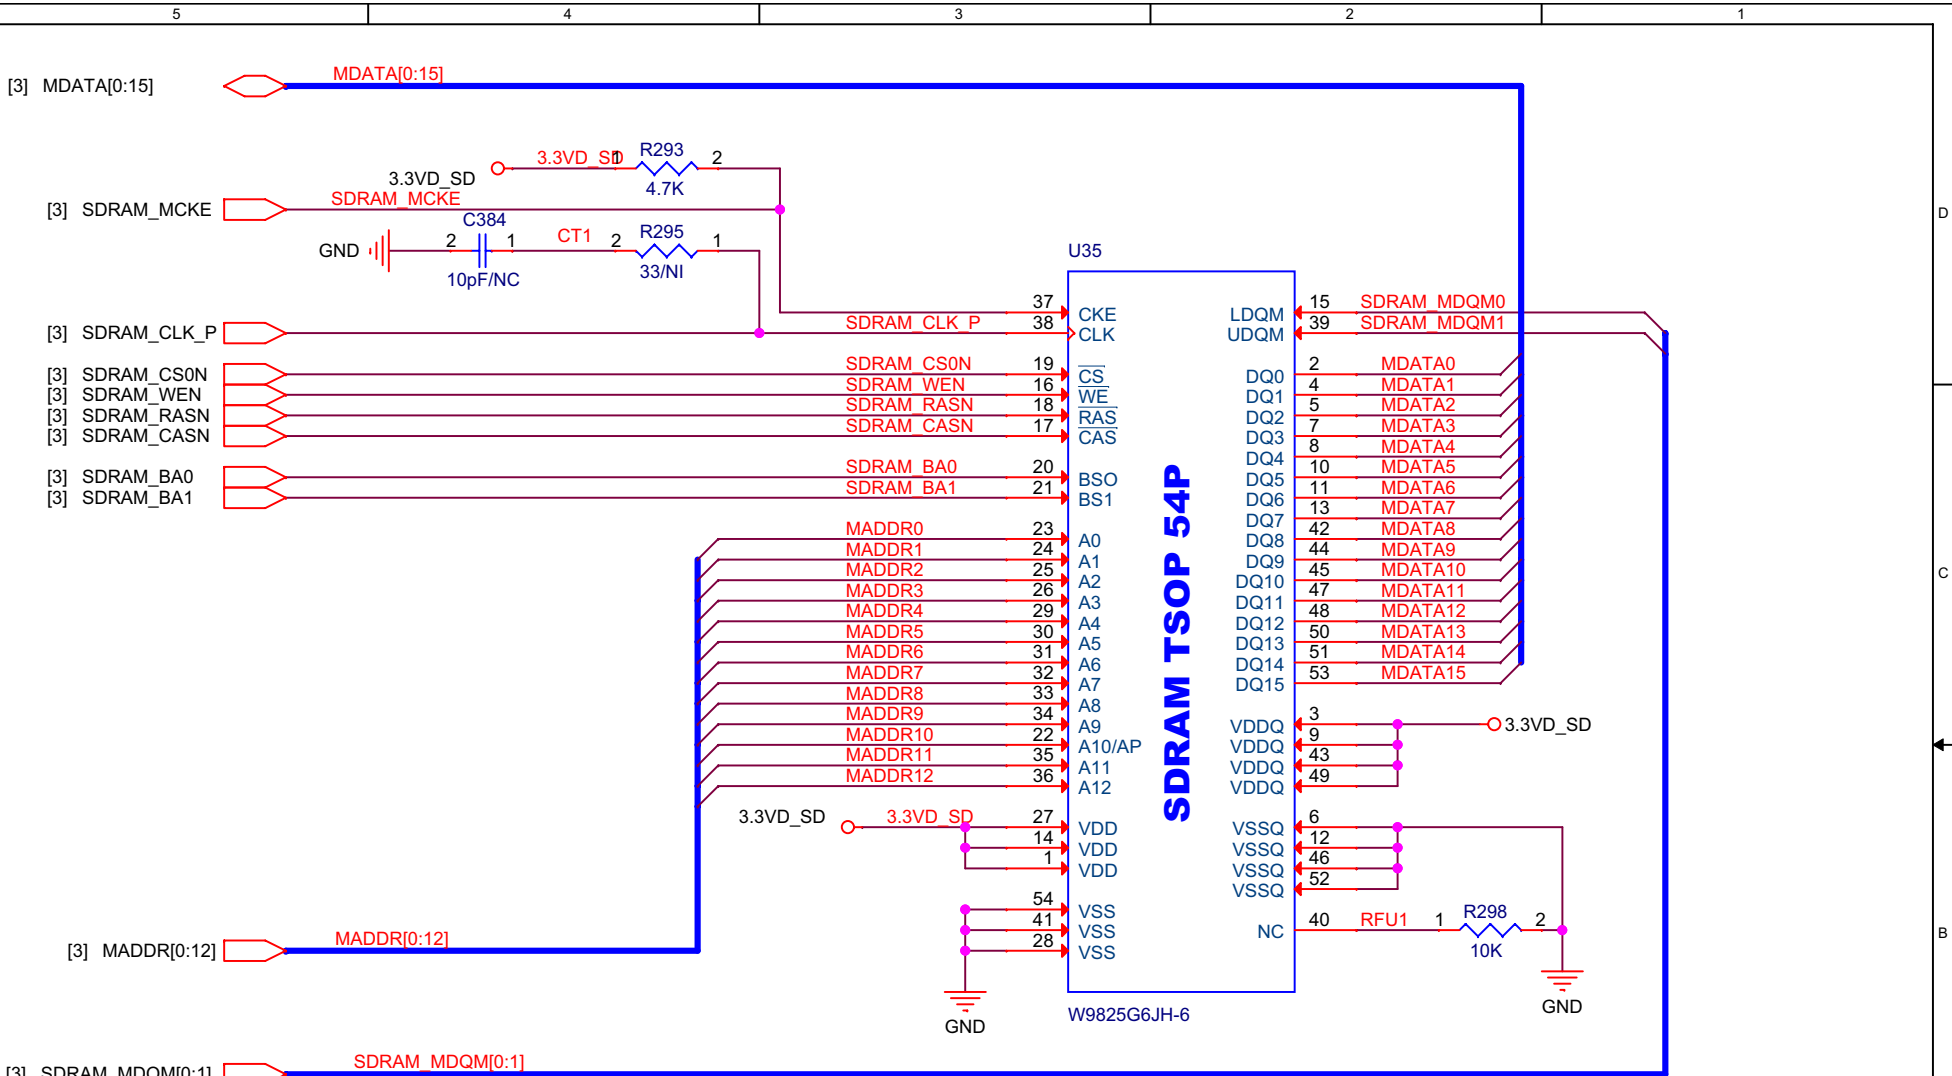 5 4 3 2 1
[3] MDATA[0:15] MDATA[0:15]
3.3VD_SD 3.3VD_SD 1 R293 2
4.7K
[3] SDRAM_MCKE SDRAM_MCKE
D
GND 2 C384 1 CT1 2 R295 1
10pF/NC 33/NI
U35
37 CKE LDQM 15 SDRAM_MDQM0
[3] SDRAM_CLK_P SDRAM_CLK_P 38 CLK UDQM 39 SDRAM_MDQM1
[3] SDRAM_CS0N SDRAM_CS0N 19 CS DQ0 2 MDATA0
[3] SDRAM_WEN SDRAM_WEN 16 WE DQ1 4 MDATA1
[3] SDRAM_RASN SDRAM_RASN 18 RAS DQ2 5 MDATA2
[3] SDRAM_CASN SDRAM_CASN 17 CAS DQ3 7 MDATA3
DQ4 8 MDATA4
[3] SDRAM_BA0 SDRAM_BA0 20 BSO DQ5 10 MDATA5
[3] SDRAM_BA1 SDRAM_BA1 21 BS1 DQ6 11 MDATA6
DQ7 13 MDATA7
MADDR0 23 A0 DQ8 42 MDATA8
MADDR1 24 A1 DQ9 44 MDATA9
MADDR2 25 A2 DQ10 45 MDATA10
C
MADDR3 26 A3 DQ11 47 MDATA11
MADDR4 29 A4 DQ12 48 MDATA12
MADDR5 30 A5 DQ13 50 MDATA13
MADDR6 31 A6 DQ14 51 MDATA14
MADDR7 32 A7 DQ15 53 MDATA15
SDRAM TSOP 54P
MADDR8 33 A8
MADDR9 34 A9 VDDQ 3 3.3VD_SD
MADDR10 22 A10/AP VDDQ 9
MADDR11 35 A11 VDDQ 43
MADDR12 36 A12 VDDQ 49
3.3VD_SD 3.3VD_SD 27 VDD VSSQ 6
14 VDD VSSQ 12
1 VDD VSSQ 46
VSSQ 52
54 VSS
41 VSS NC 40 RFU1 1 R298 2
10K
B
28 VSS
[3] MADDR[0:12] MADDR[0:12]
GND GND
W9825G6JH-6
[3] SDRAM_MDQM[0:1] SDRAM_MDQM[0:1]